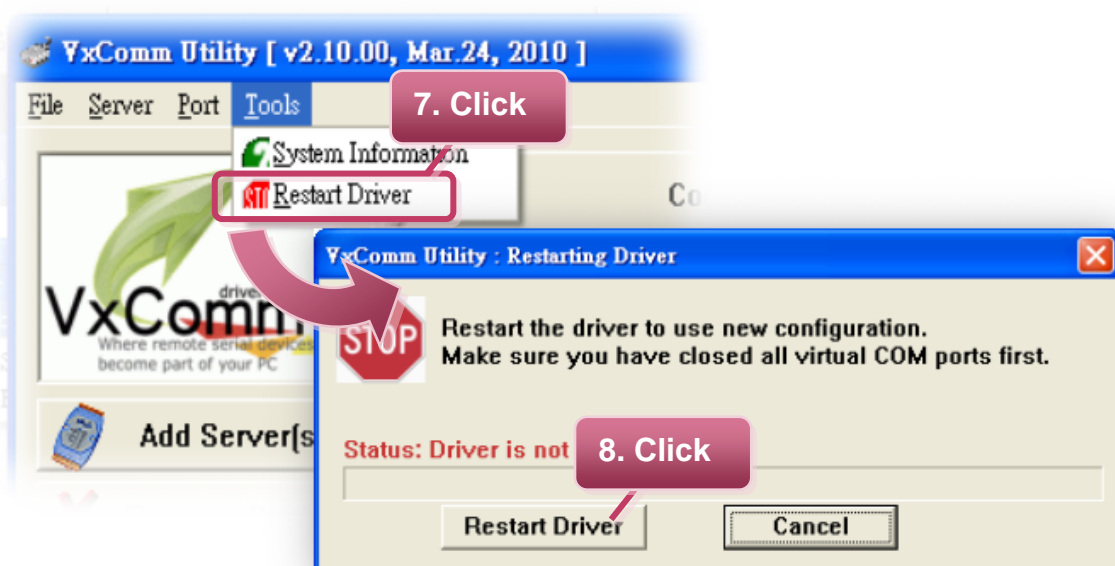 VxComm Utility [ v2.10.00, Mar.24, 2010 ]
File Server Port Tools
7. Click
System Information
Restart Driver
VxComm
Where remote serial devices
become part of your PC
Add Server(s
VxComm Utility : Restarting Driver
STOP
Restart the driver to use new configuration.
Make sure you have closed all virtual COM ports first.
Status: Driver is not
8. Click
Restart Driver
Cancel